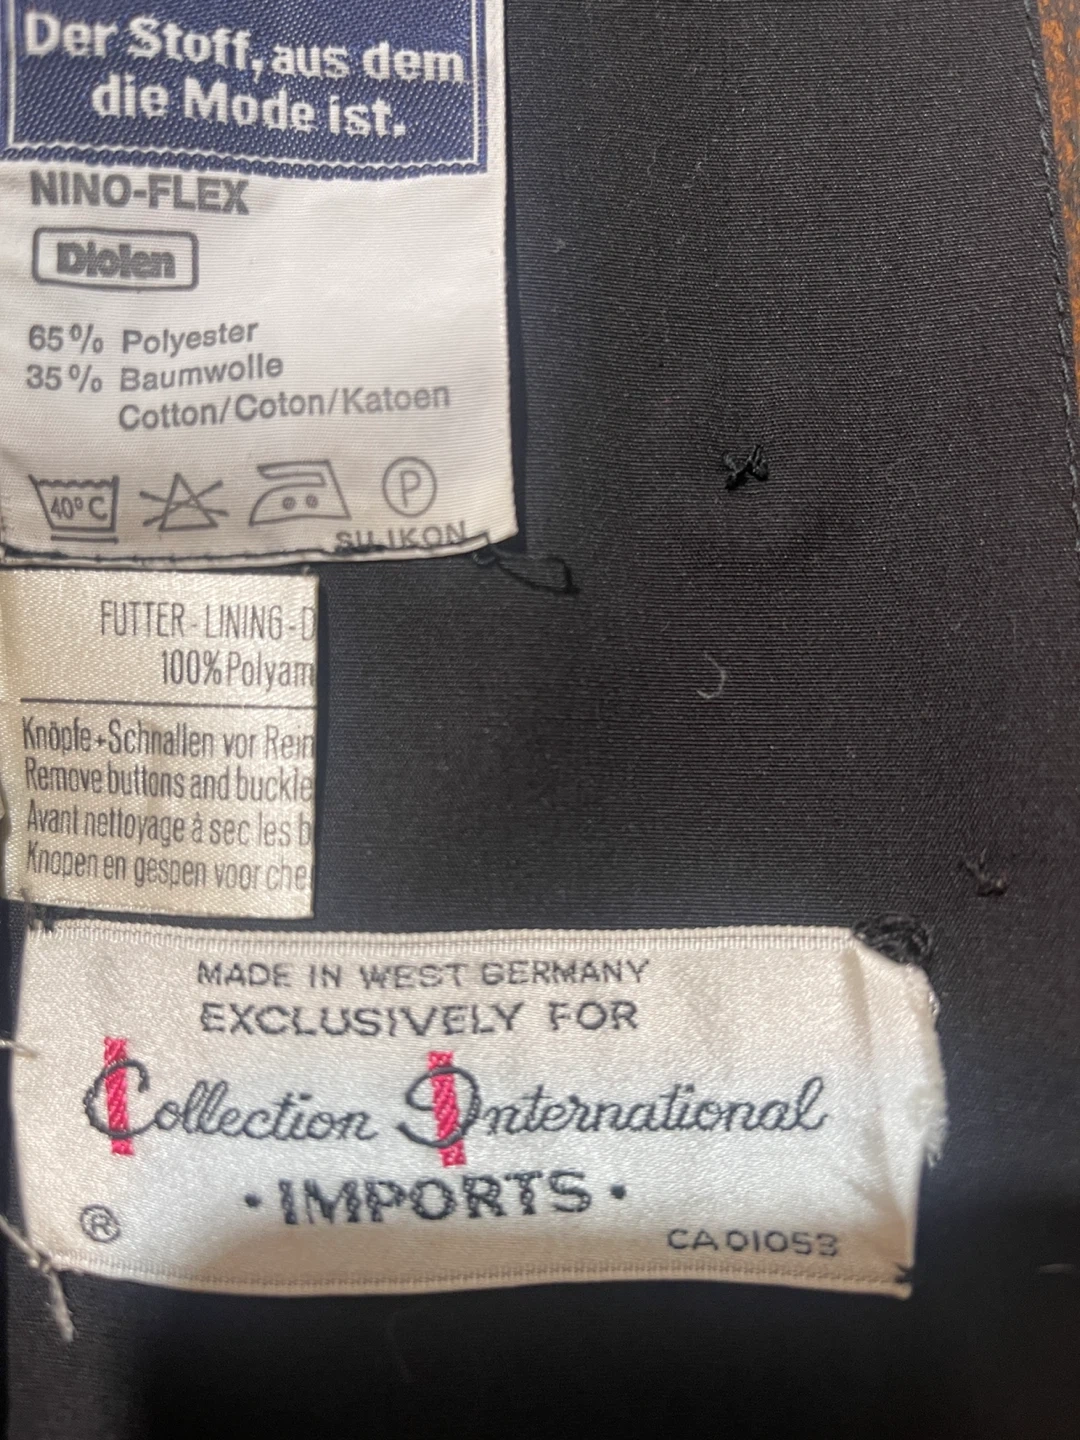 Der Stoff, aus dem
die Mode ist.
NINO-FLEX
Diolen
65% Polyester
35% Baumwolle
Cotton/Coton/Katoen
40°C
P
SILIKON
FUTTER-LINING-D
100% Polyam
Knöpfe+Schnallen vor Rein
Remove buttons and buckle
Avant nettoyage à sec les b
Knopen en gespen voor che
MADE IN WEST GERMANY
EXCLUSIVELY FOR
Collection International
·IMPORTS·
® CA01053